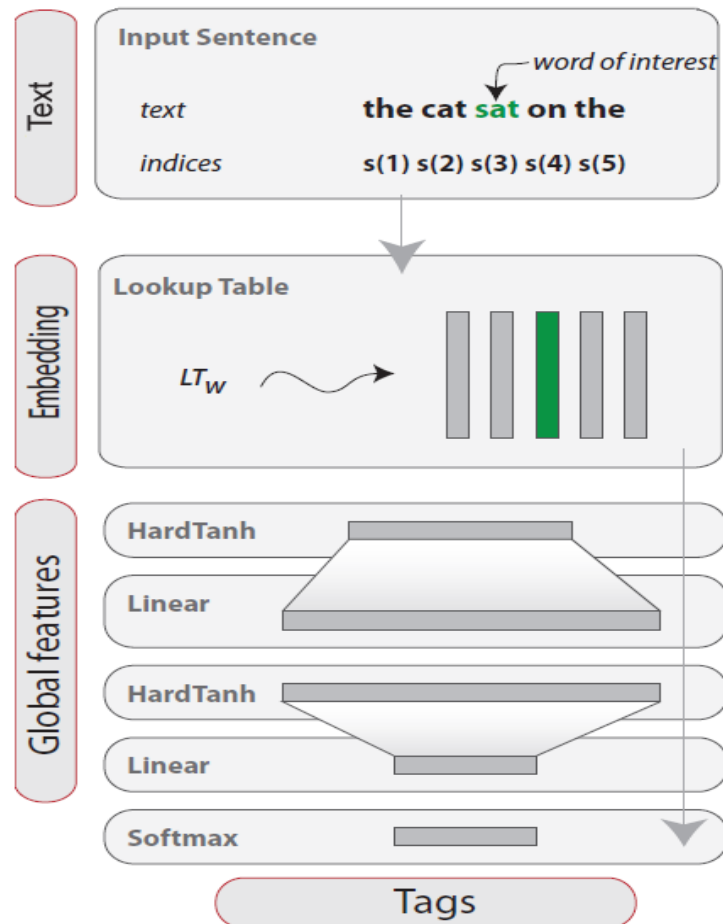 Text
Input Sentence
word of interest
text the cat sat on the
indices s(1) s(2) s(3) s(4) s(5)
Embedding
Lookup Table
LTw
Global features
HardTanh
Linear
HardTanh
Linear
Softmax
Tags